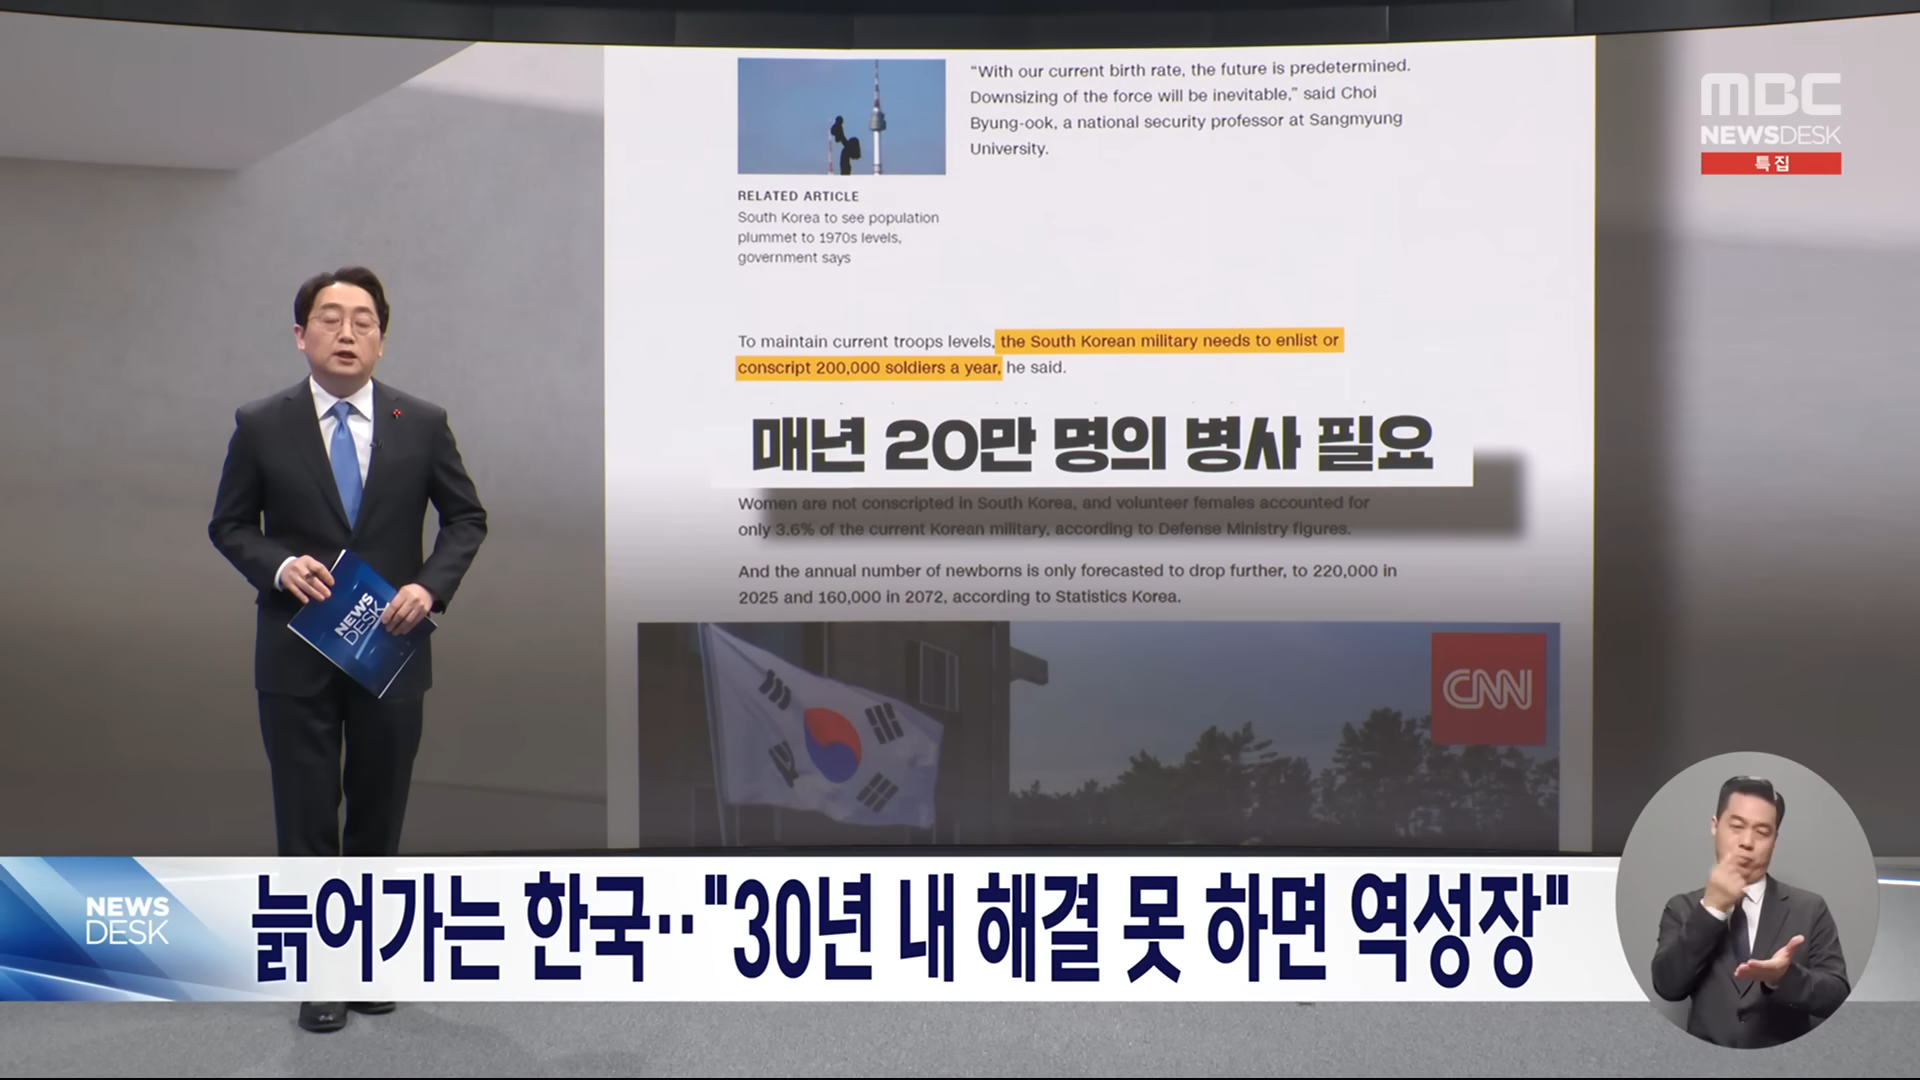 MBC
NEWSDESK
특집
“With our current birth rate, the future is predetermined.
Downsizing of the force will be inevitable,” said Choi
Byung-ook, a national security professor at Sangmyung
University.
RELATED ARTICLE
South Korea to see population
plummet to 1970s levels,
government says
To maintain current troops levels, the South Korean military needs to enlist or
conscript 200,000 soldiers a year, he said.
매년 20만 명의 병사 필요
Women are not conscripted in South Korea, and volunteer females accounted for
only 3.6% of the current Korean military, according to Defense Ministry figures.
And the annual number of newborns is only forecasted to drop further, to 220,000 in
2025 and 160,000 in 2072, according to Statistics Korea.
CNN
NEWS
DESK
NEWS
DESK
늙어가는 한국‥"30년 내 해결 못 하면 역성장"